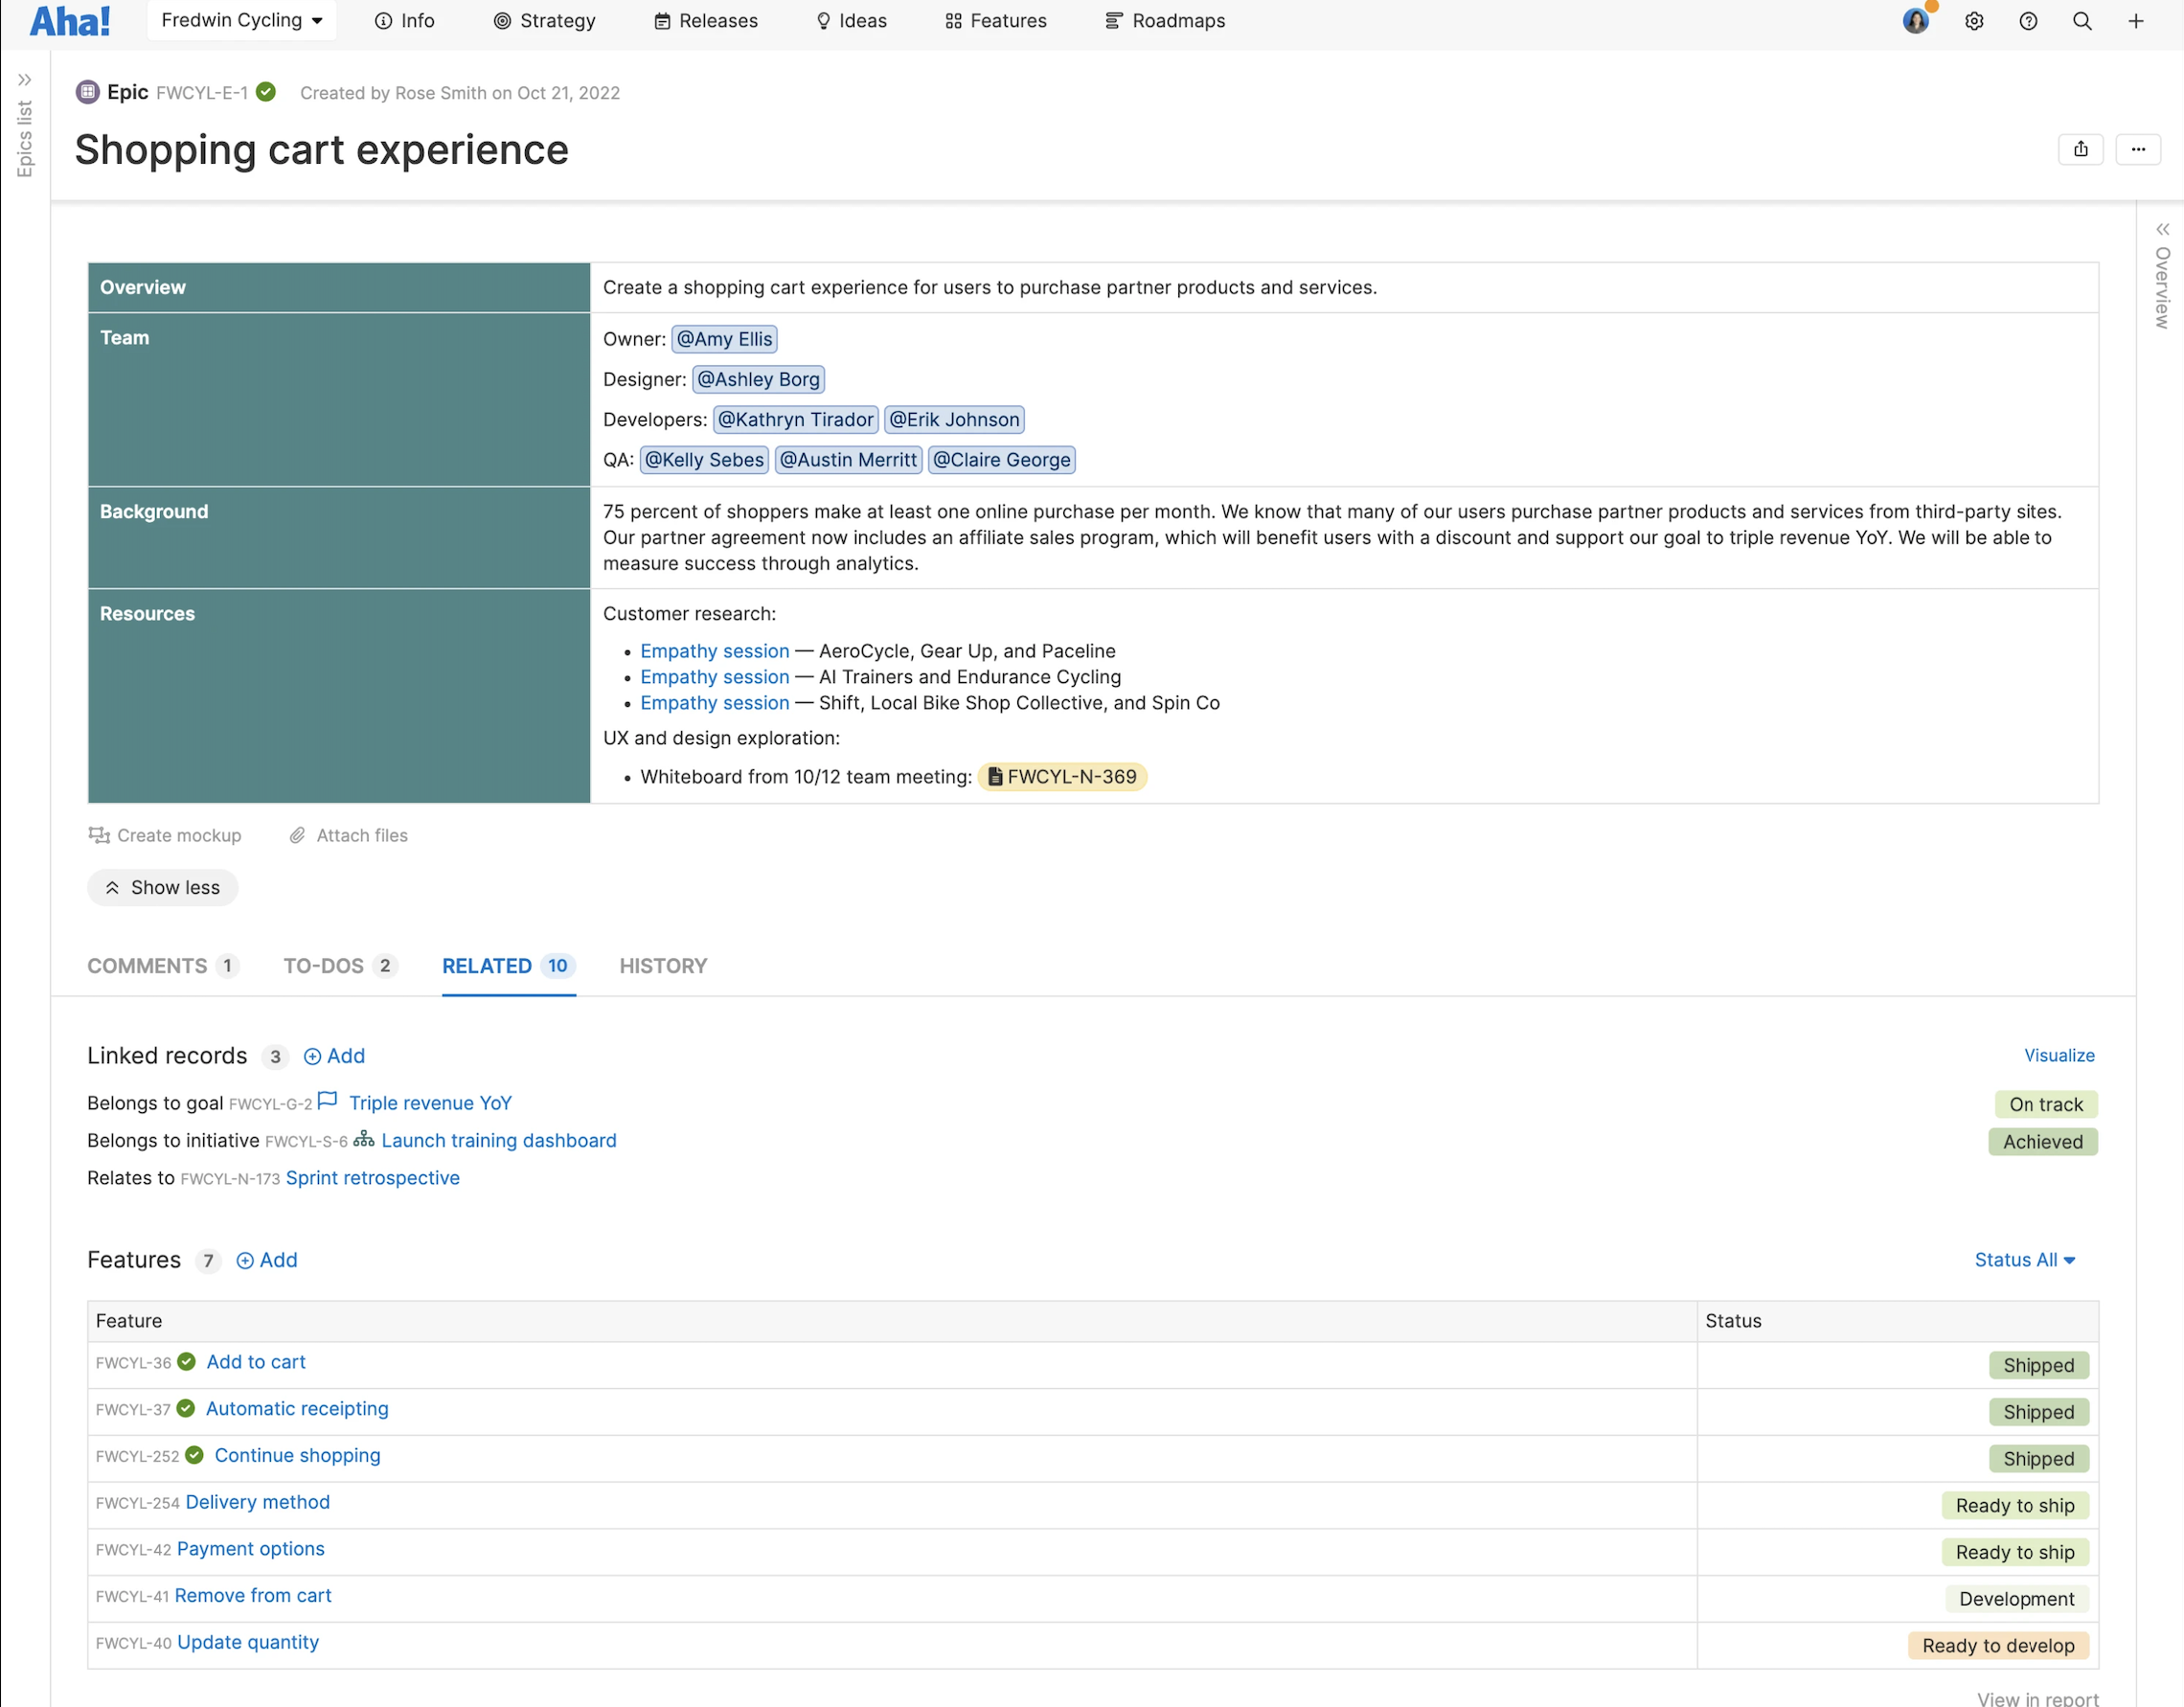 Aha! Fredwin Cycling Info Strategy Releases Ideas Features Roadmaps
Epics list
Epic FWCYL-E-1 Created by Rose Smith on Oct 21, 2022
Shopping cart experience
Overview
Overview Create a shopping cart experience for users to purchase partner products and services.
Team Owner: @Amy Ellis
Designer: @Ashley Borg
Developers: @Kathryn Tirador @Erik Johnson
QA: @Kelly Sebes @Austin Merritt @Claire George
Background 75 percent of shoppers make at least one online purchase per month. We know that many of our users purchase partner products and services from third-party sites.
Our partner agreement now includes an affiliate sales program, which will benefit users with a discount and support our goal to triple revenue YoY. We will be able to
measure success through analytics.
Resources Customer research:
• Empathy session — AeroCycle, Gear Up, and Paceline
• Empathy session — AI Trainers and Endurance Cycling
• Empathy session — Shift, Local Bike Shop Collective, and Spin Co
UX and design exploration:
• Whiteboard from 10/12 team meeting: FWCYL-N-369
Create mockup Attach files
Show less
COMMENTS 1 TO-DOS 2 RELATED 10 HISTORY
Linked records 3 Add Visualize
Belongs to goal FWCYL-G-2 Triple revenue YoY On track
Belongs to initiative FWCYL-S-6 Launch training dashboard Achieved
Relates to FWCYL-N-173 Sprint retrospective
Features 7 Add Status All
Feature Status
FWCYL-36 Add to cart Shipped
FWCYL-37 Automatic receipting Shipped
FWCYL-252 Continue shopping Shipped
FWCYL-254 Delivery method Ready to ship
FWCYL-42 Payment options Ready to ship
FWCYL-41 Remove from cart Development
FWCYL-40 Update quantity Ready to develop
View in report